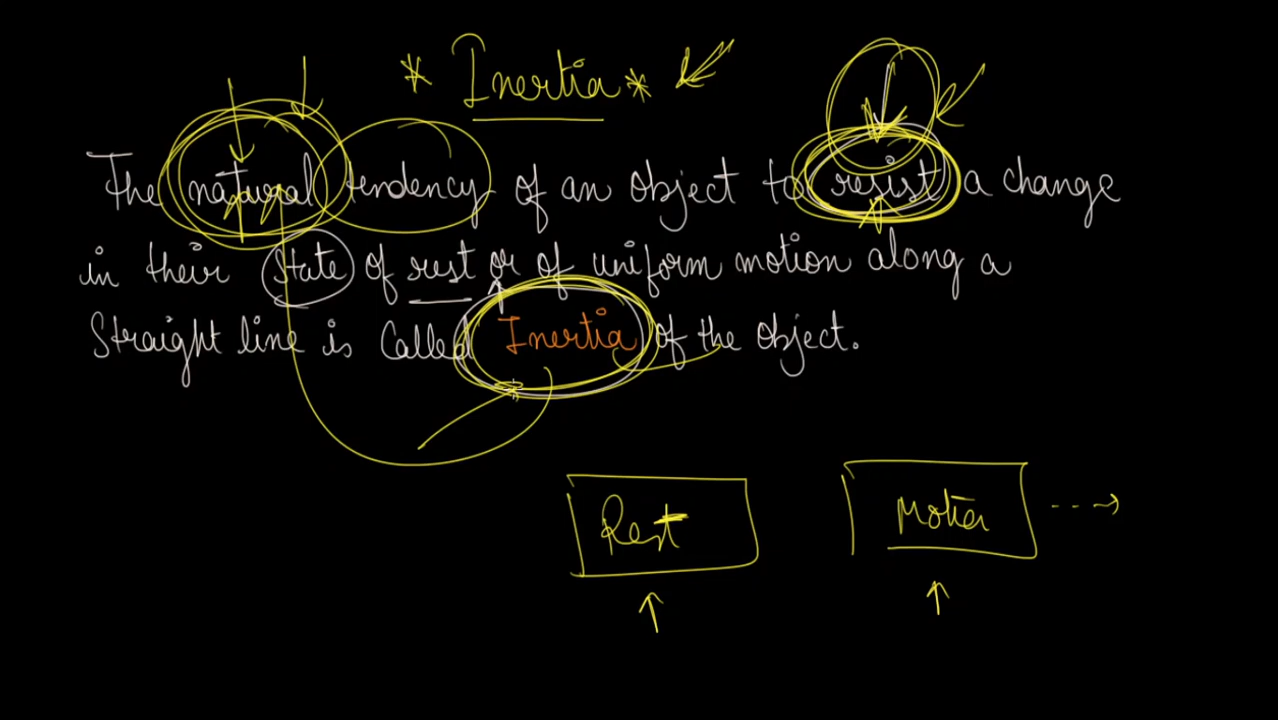 * Inertia *
The natural tendency of an object to resist a change
in their state of rest or of uniform motion along a
Straight line is Called Inertia of the object.
Rest
Motion